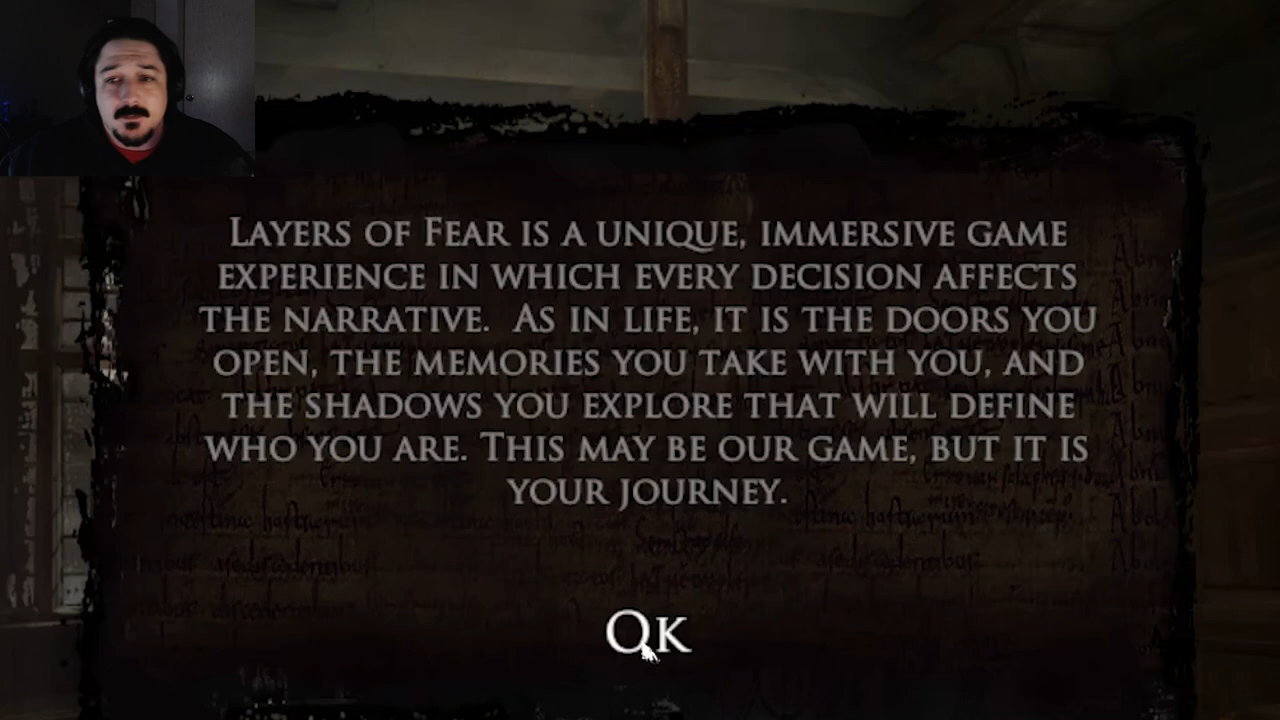 LAYERS OF FEAR IS A UNIQUE, IMMERSIVE GAME
EXPERIENCE IN WHICH EVERY DECISION AFFECTS
THE NARRATIVE. AS IN LIFE, IT IS THE DOORS YOU
OPEN, THE MEMORIES YOU TAKE WITH YOU, AND
THE SHADOWS YOU EXPLORE THAT WILL DEFINE
WHO YOU ARE. THIS MAY BE OUR GAME, BUT IT IS
YOUR JOURNEY.
OK